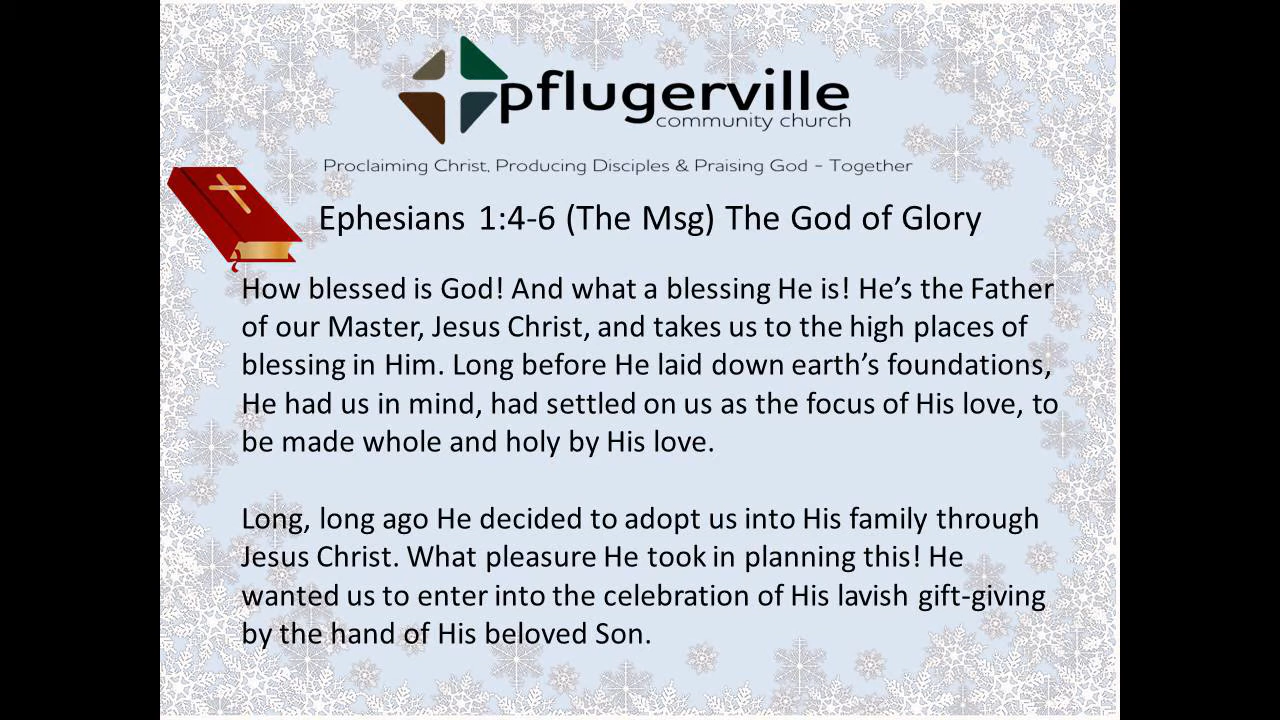 pflugerville
community church
Proclaiming Christ, Producing Disciples & Praising God - Together
Ephesians 1:4-6 (The Msg) The God of Glory
How blessed is God! And what a blessing He is! He’s the Father
of our Master, Jesus Christ, and takes us to the high places of
blessing in Him. Long before He laid down earth’s foundations,
He had us in mind, had settled on us as the focus of His love, to
be made whole and holy by His love.
Long, long ago He decided to adopt us into His family through
Jesus Christ. What pleasure He took in planning this! He
wanted us to enter into the celebration of His lavish gift-giving
by the hand of His beloved Son.